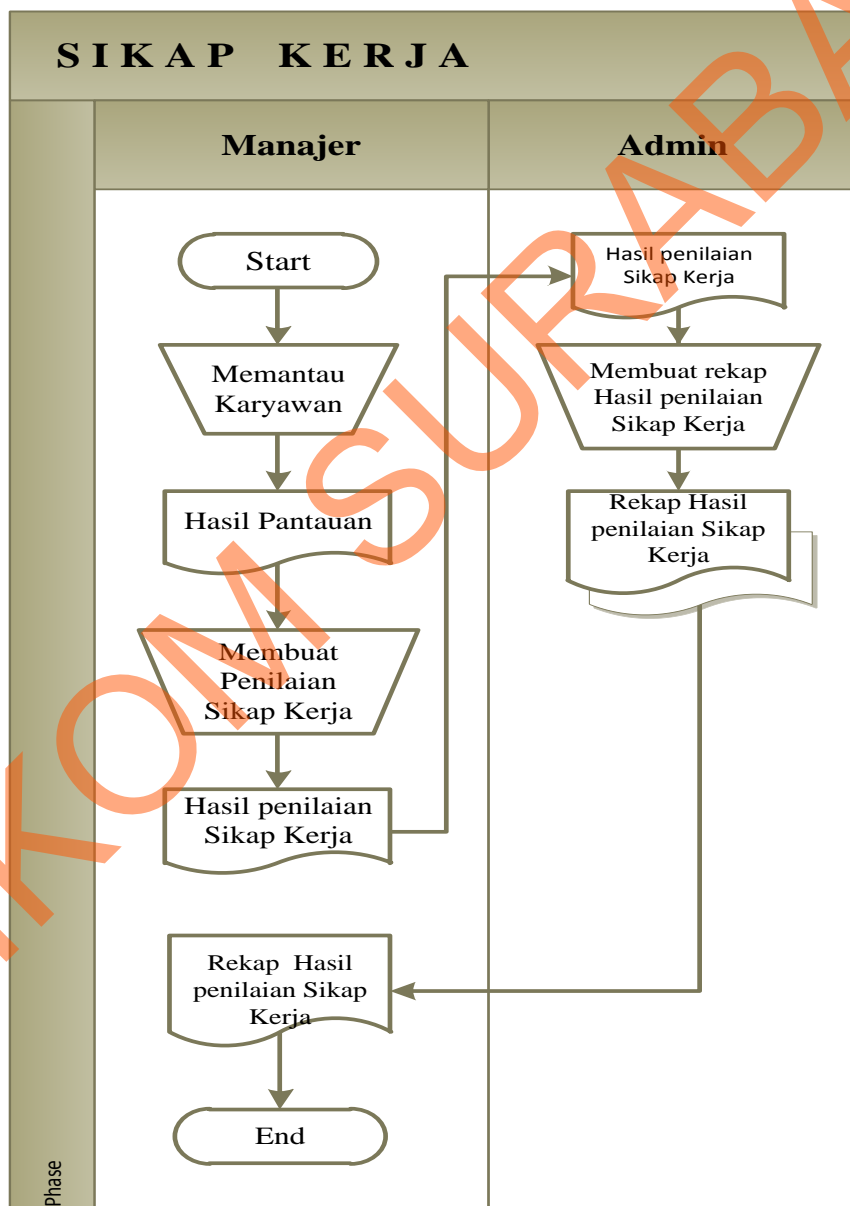 SIKAP KERJA
Manajer
Admin
Start
Memantau
Karyawan
Hasil Pantauan
Membuat
Penilaian
Sikap Kerja
Hasil penilaian
Sikap Kerja
Hasil penilaian
Sikap Kerja
Membuat rekap
Hasil penilaian
Sikap Kerja
Rekap Hasil
penilaian Sikap
Kerja
Rekap Hasil
penilaian Sikap
Kerja
End
Phase
KOM SURABA